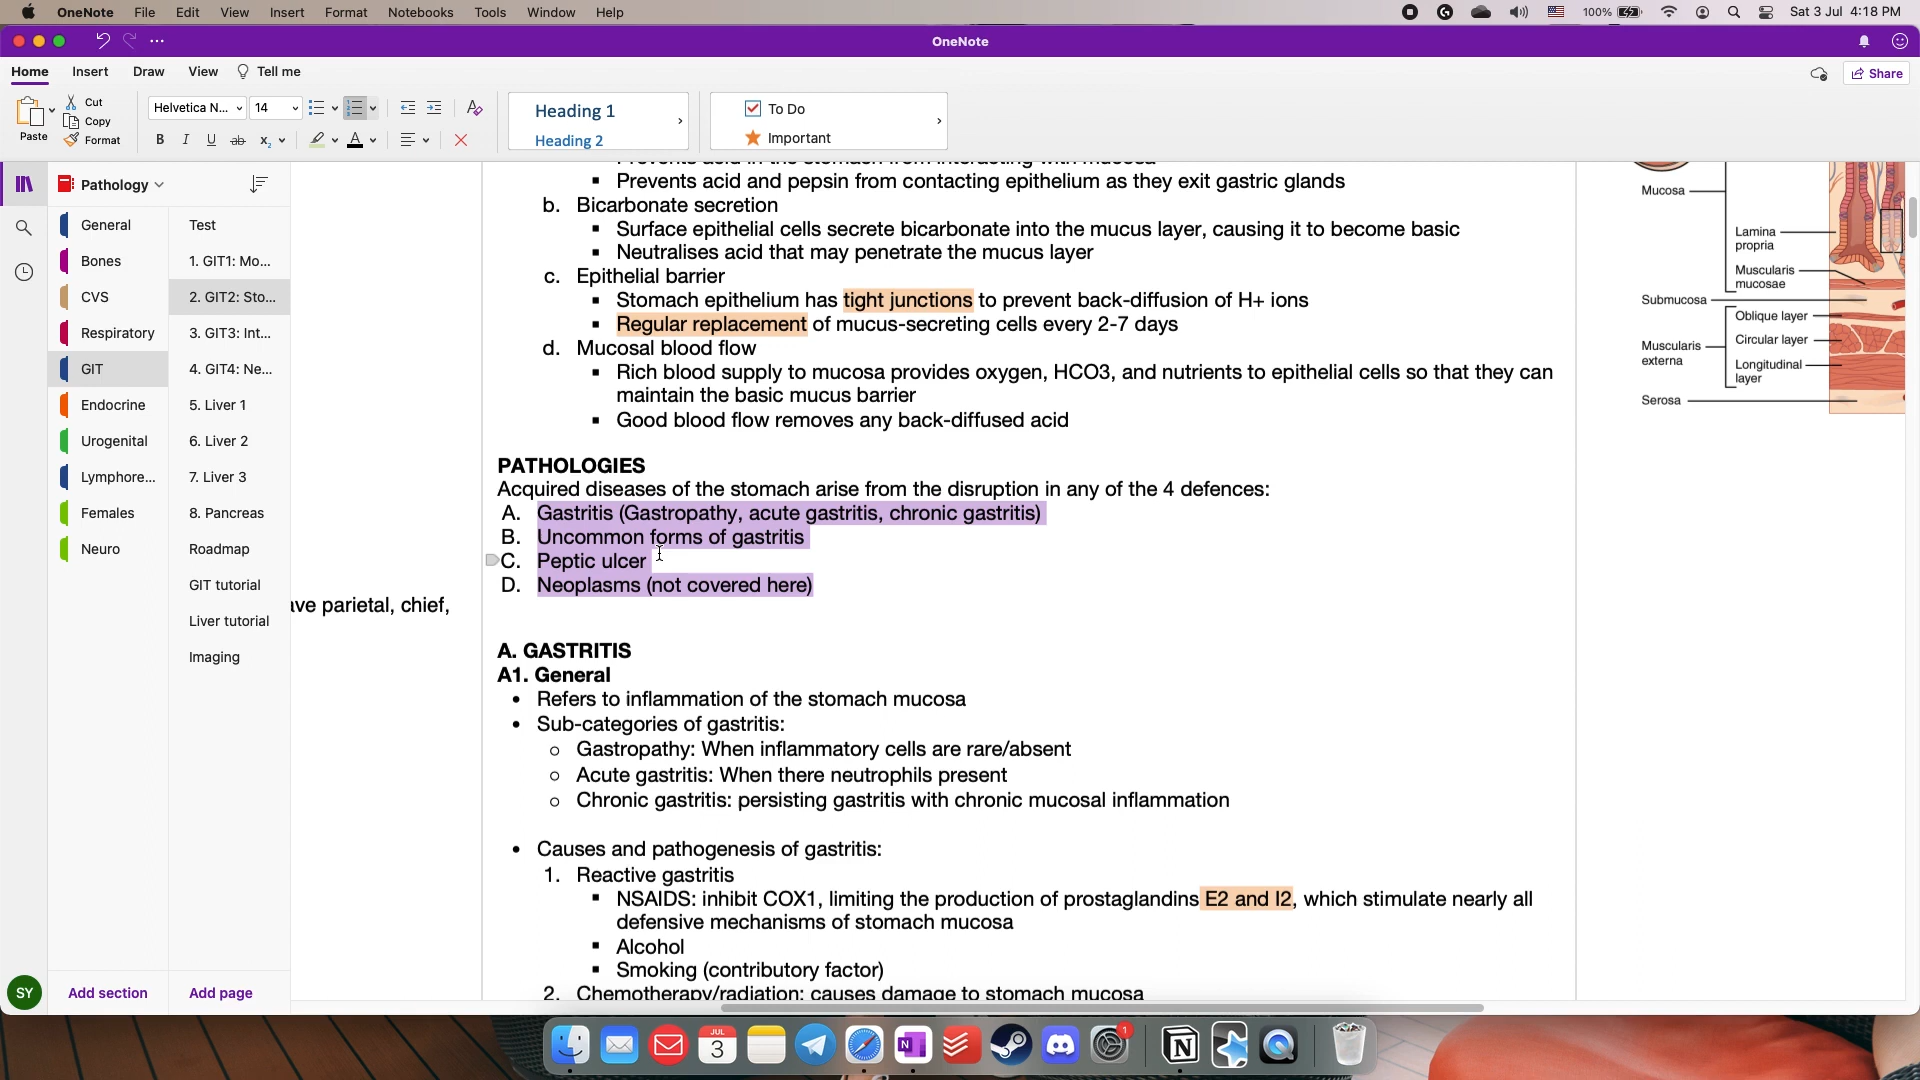 OneNote File Edit View Insert Format Notebooks Tools Window Help 100% Sat 3 Jul 4:18 PM
OneNote
Home Insert Draw View Tell me Share
Paste Cut Copy Format
Helvetica N... 14
B I U ab x₂ A
Heading 1
Heading 2
To Do
Important
Pathology
General
Bones
CVS
Respiratory
GIT
Endocrine
Urogenital
Lymphore...
Females
Neuro
Test
1. GIT1: Mo...
2. GIT2: Sto...
3. GIT3: Int...
4. GIT4: Ne...
5. Liver 1
6. Liver 2
7. Liver 3
8. Pancreas
Roadmap
GIT tutorial
Liver tutorial
Imaging
SY
Add section
Add page
ave parietal, chief,
Prevents acid in the stomach from interacting with mucosa
▪ Prevents acid and pepsin from contacting epithelium as they exit gastric glands
b. Bicarbonate secretion
▪ Surface epithelial cells secrete bicarbonate into the mucus layer, causing it to become basic
▪ Neutralises acid that may penetrate the mucus layer
c. Epithelial barrier
▪ Stomach epithelium has tight junctions to prevent back-diffusion of H+ ions
▪ Regular replacement of mucus-secreting cells every 2-7 days
d. Mucosal blood flow
▪ Rich blood supply to mucosa provides oxygen, HCO3, and nutrients to epithelial cells so that they can
maintain the basic mucus barrier
▪ Good blood flow removes any back-diffused acid
PATHOLOGIES
Acquired diseases of the stomach arise from the disruption in any of the 4 defences:
A. Gastritis (Gastropathy, acute gastritis, chronic gastritis)
B. Uncommon forms of gastritis
C. Peptic ulcer
D. Neoplasms (not covered here)
A. GASTRITIS
A1. General
• Refers to inflammation of the stomach mucosa
• Sub-categories of gastritis:
○ Gastropathy: When inflammatory cells are rare/absent
○ Acute gastritis: When there neutrophils present
○ Chronic gastritis: persisting gastritis with chronic mucosal inflammation
• Causes and pathogenesis of gastritis:
1. Reactive gastritis
▪ NSAIDS: inhibit COX1, limiting the production of prostaglandins E2 and I2, which stimulate nearly all
defensive mechanisms of stomach mucosa
▪ Alcohol
▪ Smoking (contributory factor)
2. Chemotherapy/radiation: causes damage to stomach mucosa
Mucosa
Lamina
propria
Muscularis
mucosae
Submucosa
Oblique layer
Muscularis
externa
Circular layer
Longitudinal
layer
Serosa
JUL
3
1